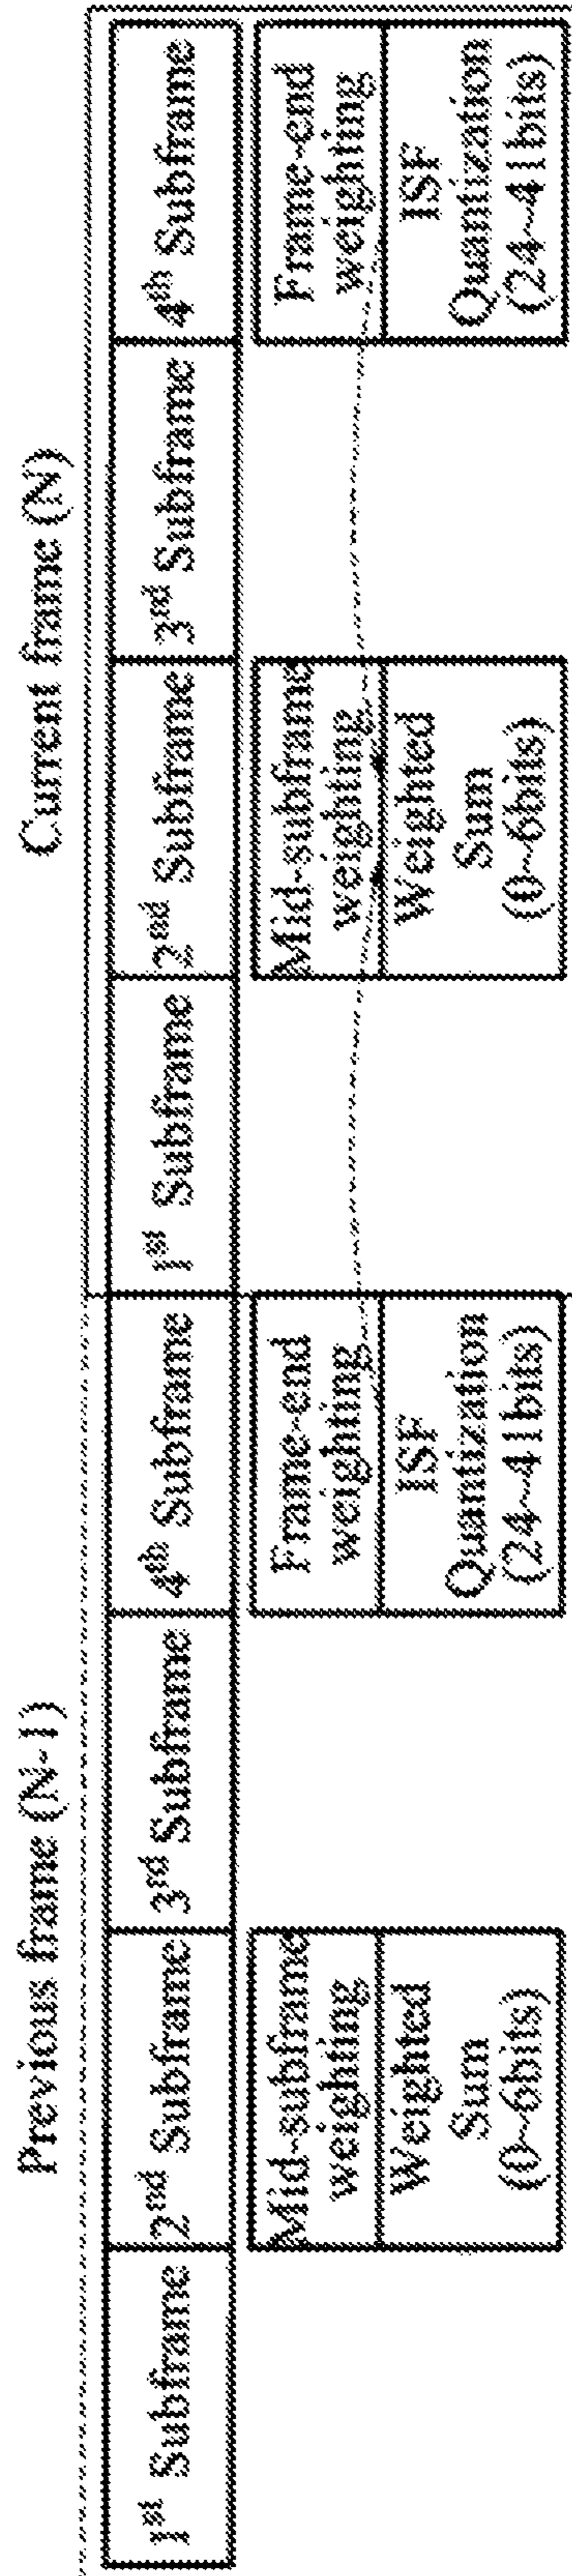 Previous frame (N-1)
Current frame (N)
1st Subframe
2nd Subframe
3rd Subframe
4th Subframe
1st Subframe
2nd Subframe
3rd Subframe
4th Subframe
Mid-subframe
weighting
Weighted
Sum
(0~6bits)
Frame-end
weighting
ISF
Quantization
(24~41bits)
Mid-subframe
weighting
Weighted
Sum
(0~6bits)
Frame-end
weighting
ISF
Quantization
(24~41bits)